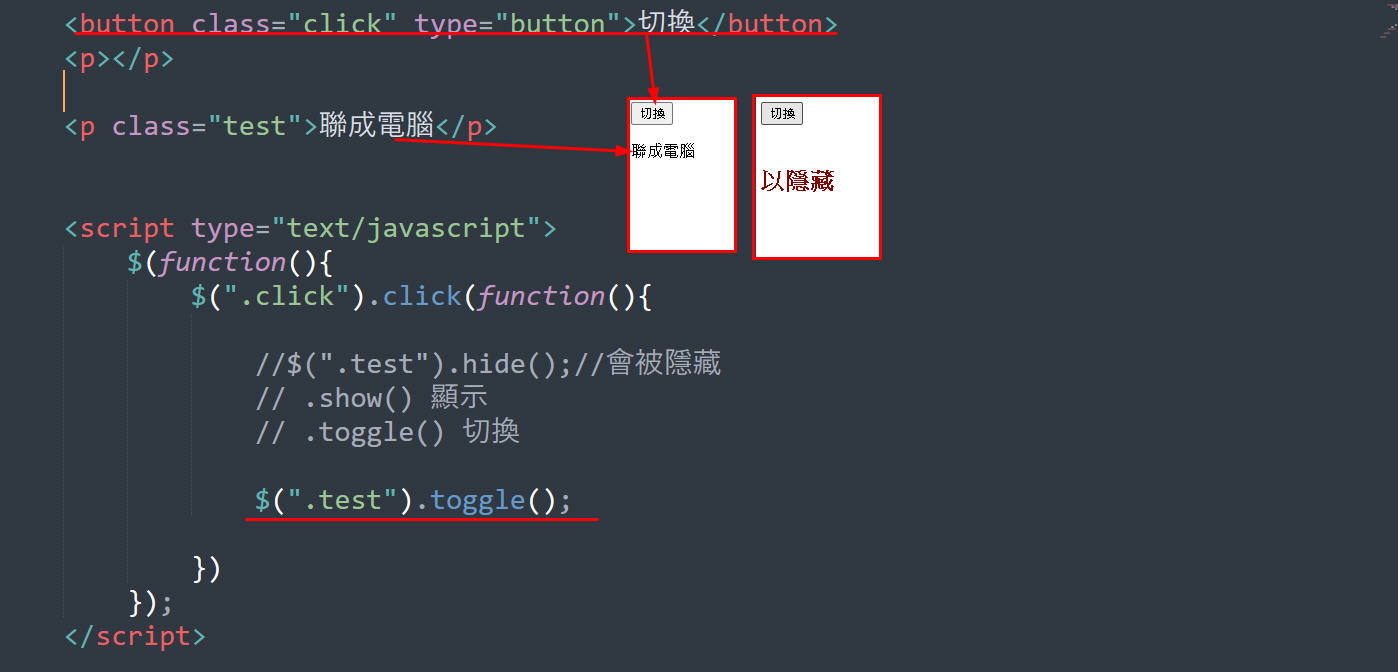 <button class="click" type="button">切換</button>
<p></p>
<p class="test">聯成電腦</p>
切換
聯成電腦
切換
以隱藏
<script type="text/javascript">
$(function(){
$(".click").click(function(){
//$(".test").hide();//會被隱藏
// .show() 顯示
// .toggle() 切換
$(".test").toggle();
})
});
</script>